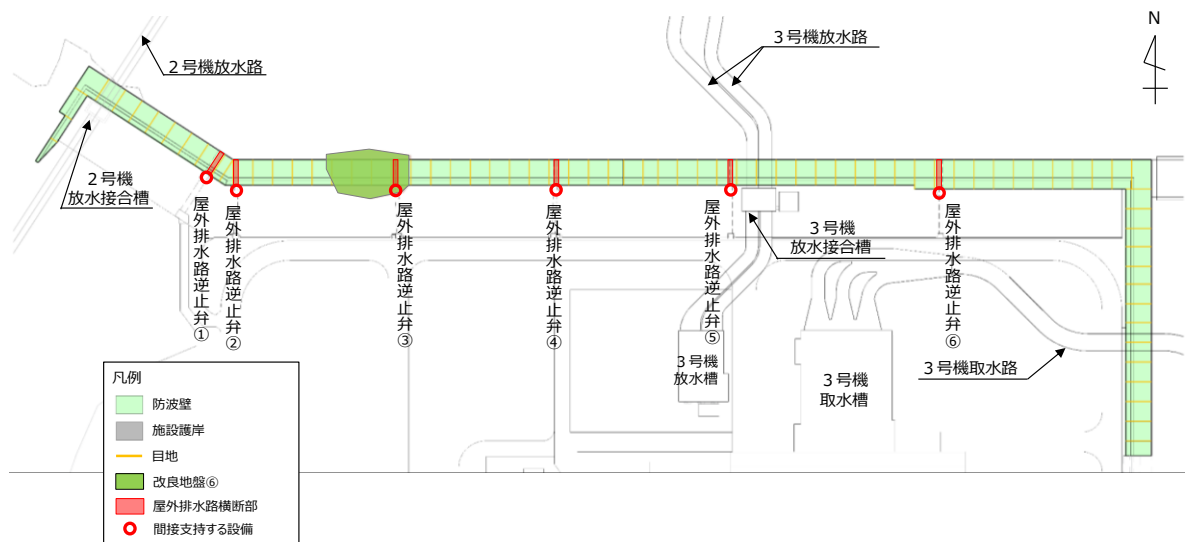 ２号機放水路
３号機放水路
N
２号機
放水接合槽
屋外排水路逆止弁①
屋外排水路逆止弁②
屋外排水路逆止弁③
屋外排水路逆止弁④
屋外排水路逆止弁⑤
３号機
放水接合槽
屋外排水路逆止弁⑥
３号機
放水槽
３号機
取水槽
３号機取水路
凡例
防波壁
施設護岸
目地
改良地盤⑥
屋外排水路横断部
間接支持する設備